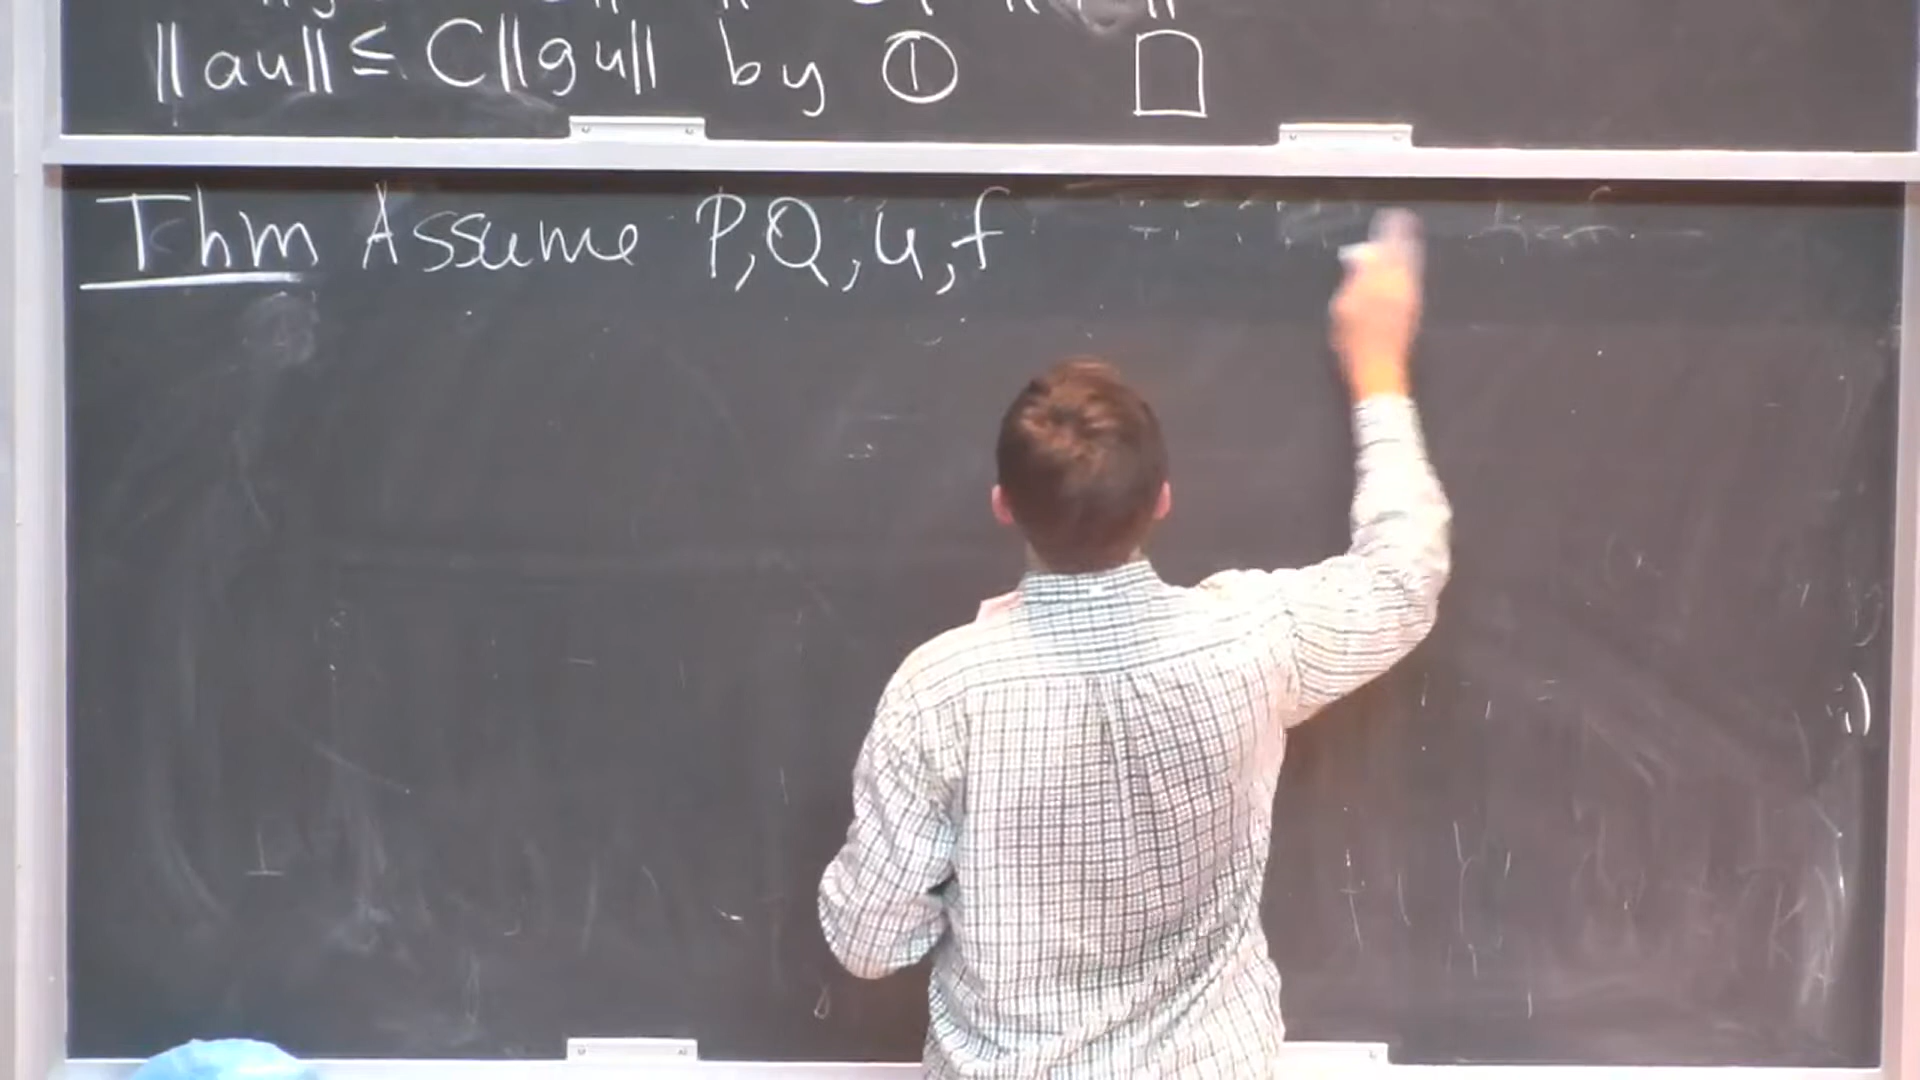 ||au|| ≤ C||gu|| by ① □
Thm Assume P,Q,u,f